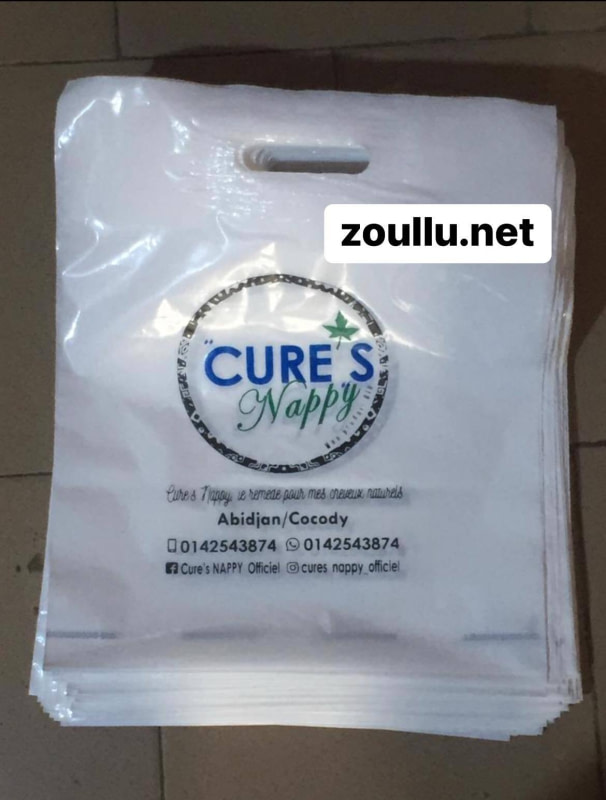 zoullu.net
"CURE'S
Nappy"
Cure's Nappy, le remède pour mes cheveux naturels
Abidjan/Cocody
0142543874 0142543874
Cure's NAPPY Officiel cures_nappy_officiel